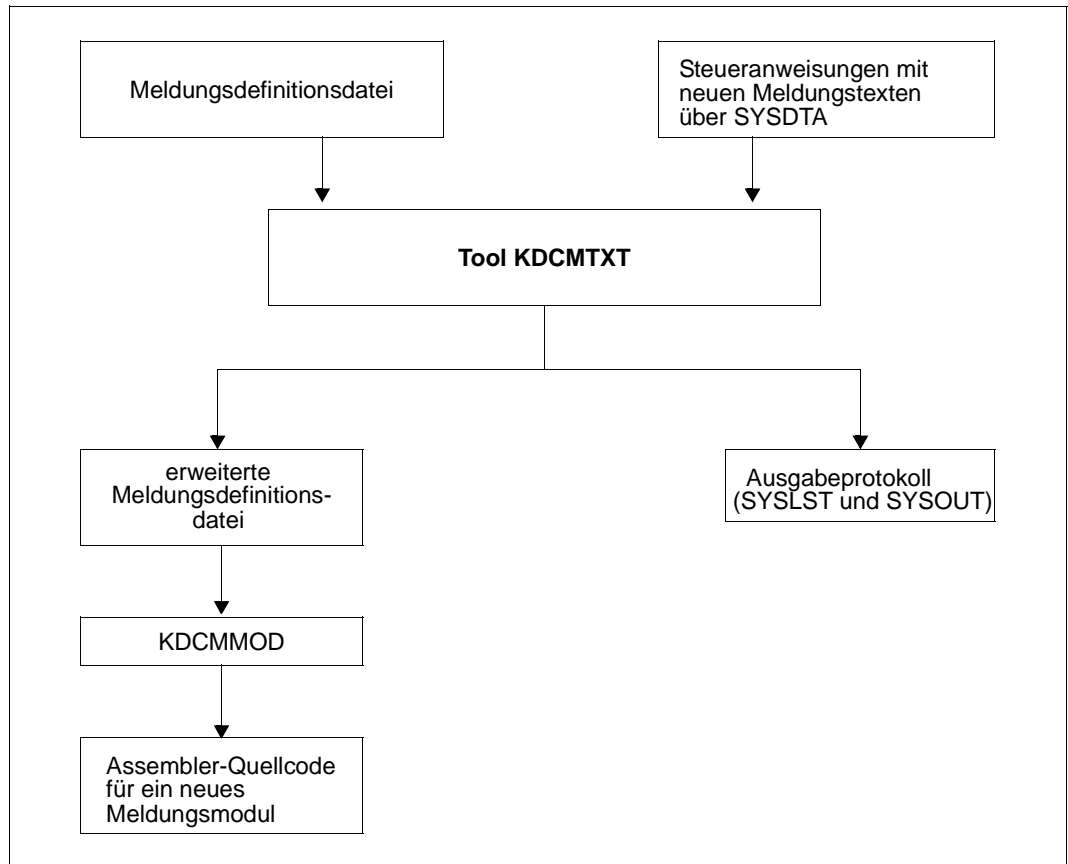 Meldungsdefinitionsdatei
Steueranweisungen mit
neuen Meldungstexten
über SYSDTA
Tool KDCMTXT
erweiterte
Meldungsdefinitions-
datei
Ausgabeprotokoll
(SYSLST und SYSOUT)
KDCMMOD
Assembler-Quellcode
für ein neues
Meldungsmodul